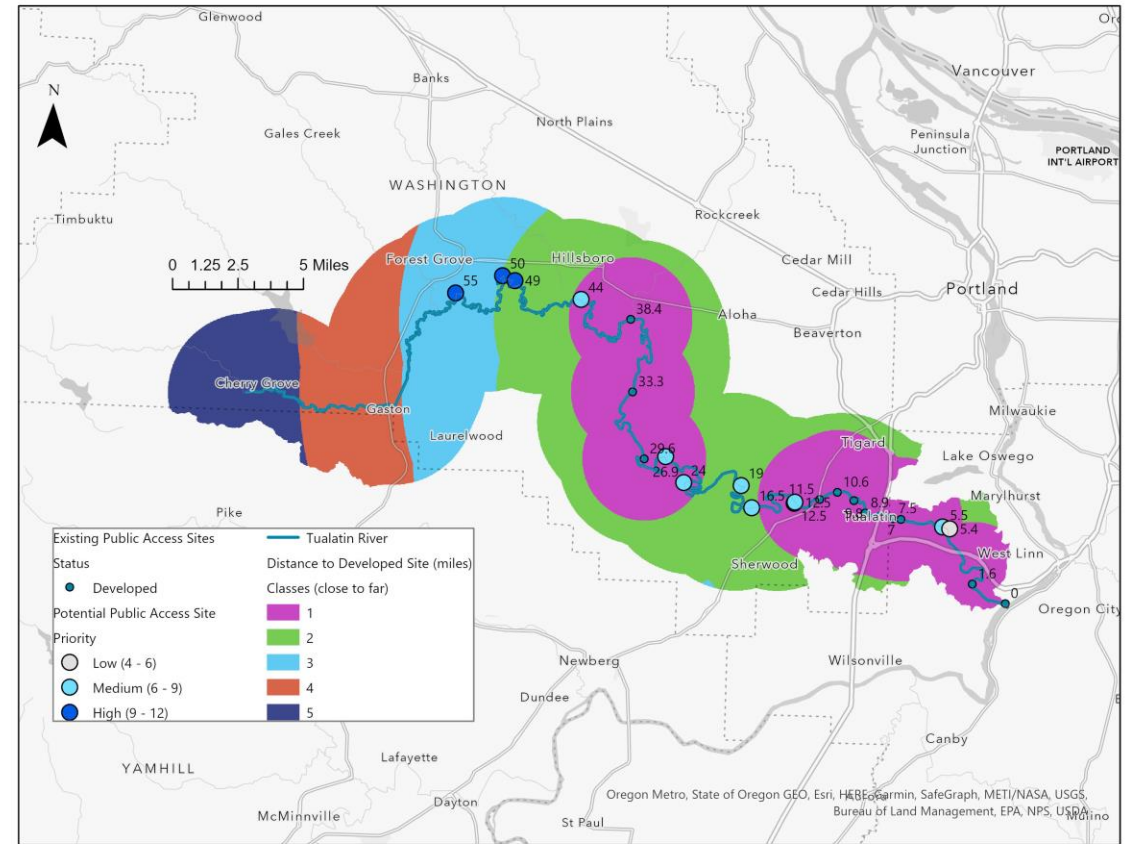 Glenwood
Vancouver
Banks
North Plains
N
Gales Creek
Peninsula
Junction
PORTLAND
INT'L AIRPORT
WASHINGTON
Timbuktu
Rockcreek
Forest Grove
Hillsboro
Cedar Mill
50
0 1.25 2.5 5 Miles
55
49
44
Cedar Hills
Portland
38.4
Aloha
Beaverton
Cherry Grove
33.3
Gaston
Milwaukie
Laurelwood
Tigard
Lake Oswego
29.6
26.9
24
19
Marylhurst
11.5
10.6
16.5
12.5
8.9
7.5
5.5
Pike
12.5
9.8
Tualatin
7
5.4
West Linn
Sherwood
1.6
0
Oregon City
Existing Public Access Sites
Status
Developed
Potential Public Access Site
Priority
Low (4 - 6)
Medium (6 - 9)
High (9 - 12)
Tualatin River
Distance to Developed Site (miles)
Classes (close to far)
1
2
3
4
5
Newberg
Wilsonville
Dundee
Canby
Lafayette
YAMHILL
Dayton
McMinnville
St Paul
Oregon Metro, State of Oregon GEO, Esri, HERE, Garmin, SafeGraph, METI/NASA, USGS,
Bureau of Land Management, EPA, NPS, USDA